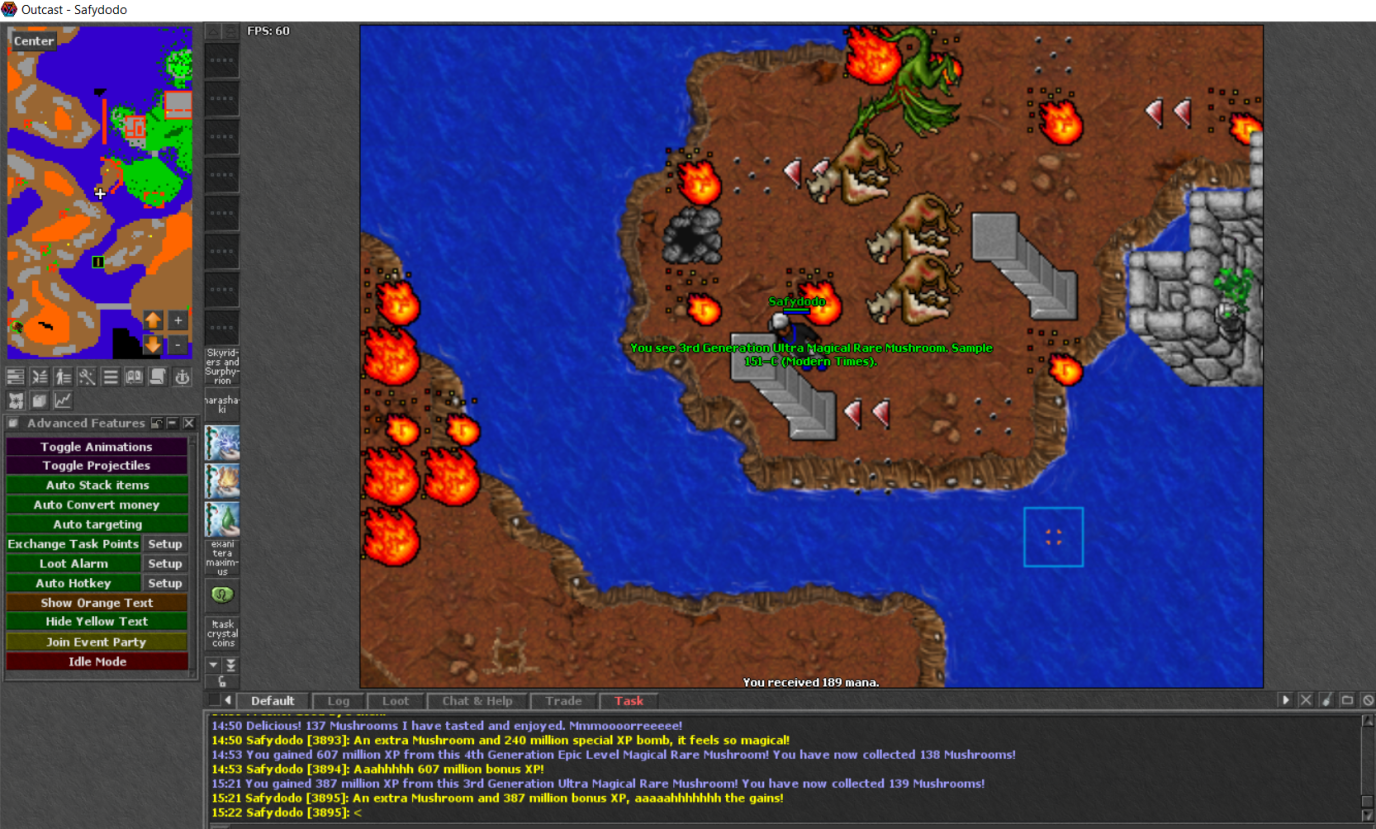 Outcast - Safydodo
Center
FPS: 60
+
-
Advanced Features
Toggle Animations
Toggle Projectiles
Auto Stack items
Auto Convert money
Auto targeting
Exchange Task Points Setup
Loot Alarm Setup
Auto Hotkey Setup
Show Orange Text
Hide Yellow Text
Join Event Party
Idle Mode
Skyrid-
ers and
Surphy-
rion
harasha-
ki
exani
tera
maxim-
us
!task
crystal
coins
Safydodo
You see 3rd Generation Ultra Magical Rare Mushroom. Sample
151-C (Modern Times).
You received 189 mana.
Default Log Loot Chat & Help Trade Task
14:50 Delicious! 137 Mushrooms I have tasted and enjoyed. Mmmoooorreeeee!
14:50 Safydodo [3893]: An extra Mushroom and 240 million special XP bomb, it feels so magical!
14:53 You gained 607 million XP from this 4th Generation Epic Level Magical Rare Mushroom! You have now collected 138 Mushrooms!
14:53 Safydodo [3894]: Aaahhhhh 607 million bonus XP!
15:21 You gained 387 million XP from this 3rd Generation Ultra Magical Rare Mushroom! You have now collected 139 Mushrooms!
15:21 Safydodo [3895]: An extra Mushroom and 387 million bonus XP, aaaaahhhhhhh the gains!
15:22 Safydodo [3895]: <